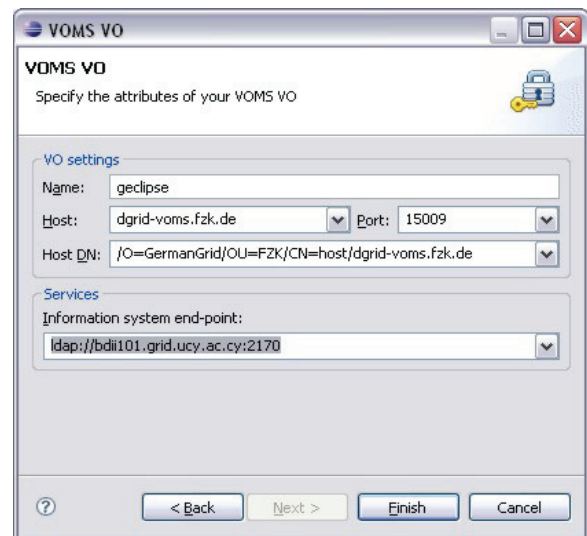 VOMS VO
VOMS VO
Specify the attributes of your VOMS VO
VO settings
Name: geclipse
Host: dgrid-voms.fzk.de Port: 15009
Host DN: /O=GermanGrid/OU=FZK/CN=host/dgrid-voms.fzk.de
Services
Information system end-point:
ldap://bdii101.grid.ucy.ac.cy:2170
? < Back Next > Finish Cancel